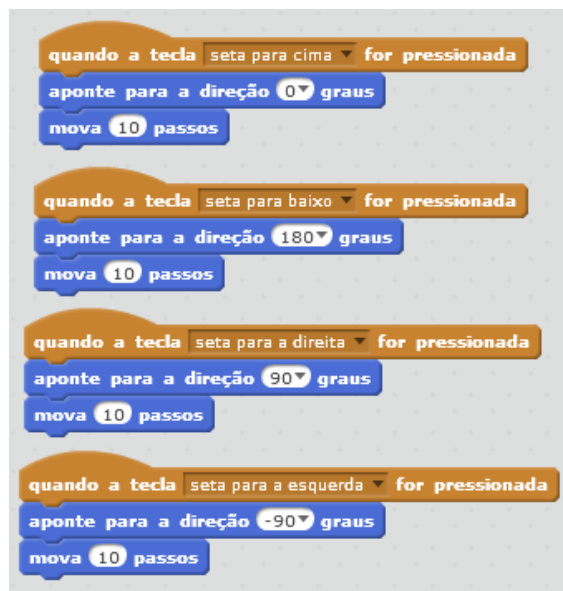 quando a tecla seta para cima for pressionada
aponte para a direção 0 graus
mova 10 passos
quando a tecla seta para baixo for pressionada
aponte para a direção 180 graus
mova 10 passos
quando a tecla seta para a direita for pressionada
aponte para a direção 90 graus
mova 10 passos
quando a tecla seta para a esquerda for pressionada
aponte para a direção -90 graus
mova 10 passos